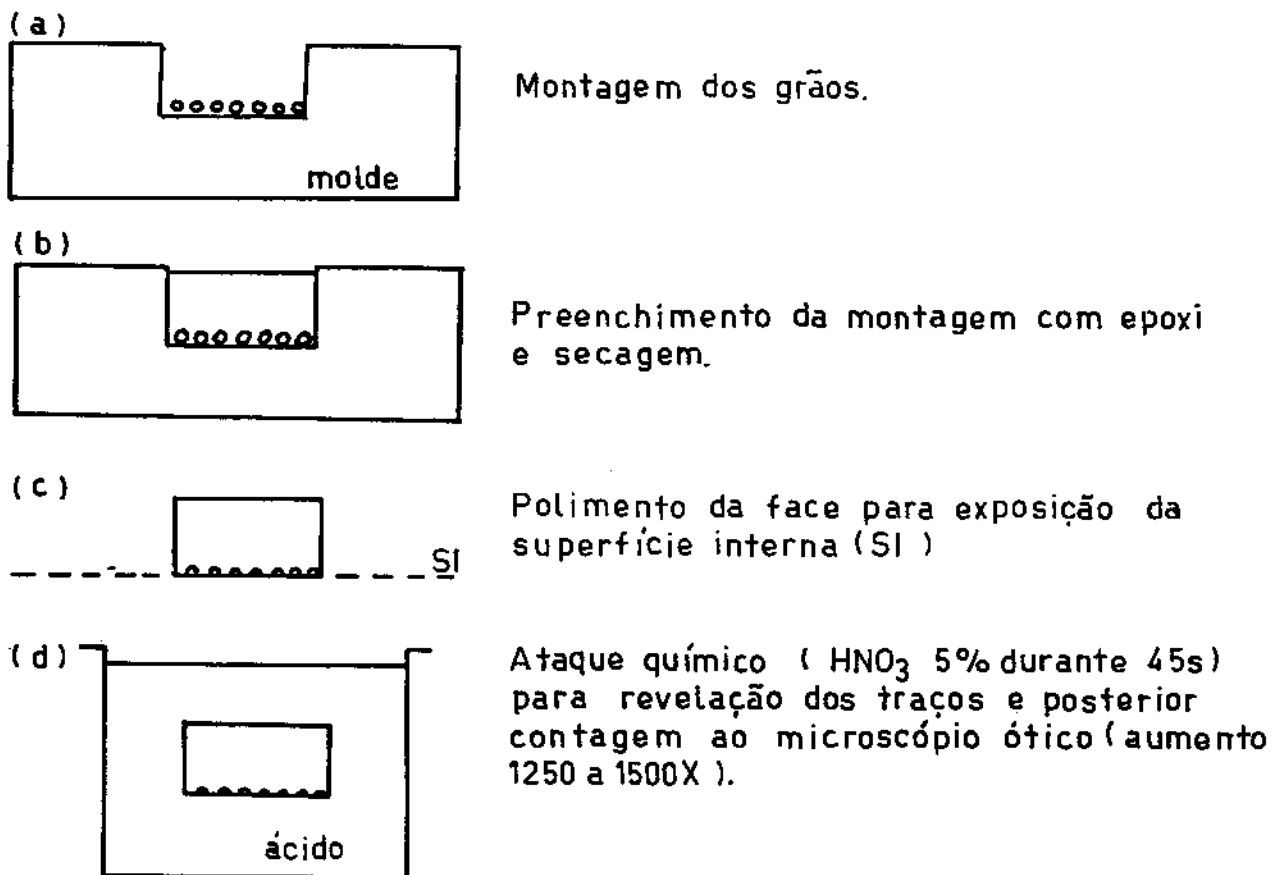 (a)
Montagem dos grãos.
molde
(b)
Preenchimento da montagem com epoxi
e secagem.
(c)
Polimento da face para exposição da
superfície interna (SI)
SI
(d)
Ataque químico ( HNO3 5% durante 45s)
para revelação dos traços e posterior
contagem ao microscópio ótico (aumento
1250 a 1500X ).
ácido